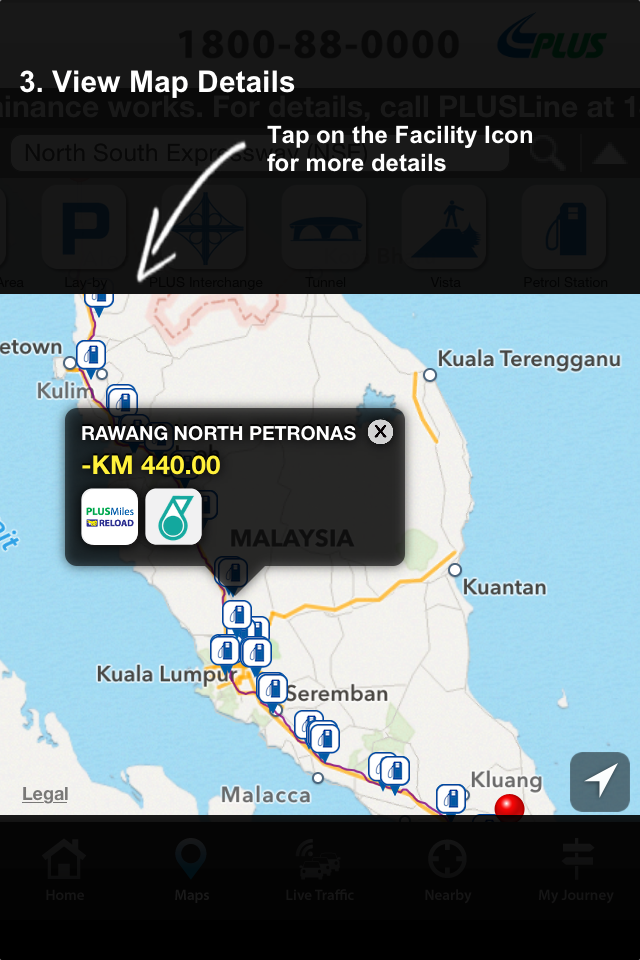 1800-88-0000
PLUS
3. View Map Details
minance works. For details, call PLUSLine at 1
Tap on the Facility Icon
for more details
North South Expressway (NSE)
Area
Lay-by
PLUS Interchange
Tunnel
Vista
Petrol Station
etown
Kuala Terengganu
Kulim
RAWANG NORTH PETRONAS
X
-KM 440.00
PLUSMiles
RELOAD
MALAYSIA
Kuantan
Kuala Lumpur
Seremban
Kluang
Legal
Malacca
Home
Maps
Live Traffic
Nearby
My Journey